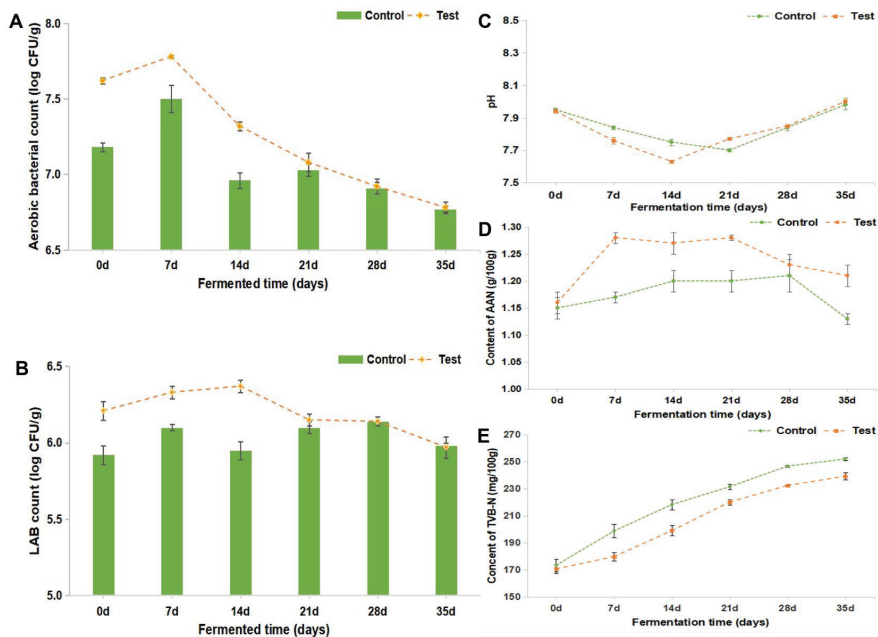 A
Control Test
Aerobic bacterial count (log CFU/g)
8.0
7.5
7.0
6.5
0d 7d 14d 21d 28d 35d
Fermented time (days)
B
Control Test
LAB count (log CFU/g)
6.5
6.0
5.5
5.0
0d 7d 14d 21d 28d 35d
Fermented time (days)
C
Control Test
pH
8.5
8.3
8.1
7.9
7.7
7.5
0d 7d 14d 21d 28d 35d
Fermentation time (days)
D
Control Test
Content of AAN (g/100g)
1.30
1.25
1.20
1.15
1.10
1.05
1.00
0d 7d 14d 21d 28d 35d
Fermentation time (days)
E
Control Test
Concent of TVB-N (mg/100g)
270
250
230
210
190
170
150
0d 7d 14d 21d 28d 35d
Fermentation time (days)